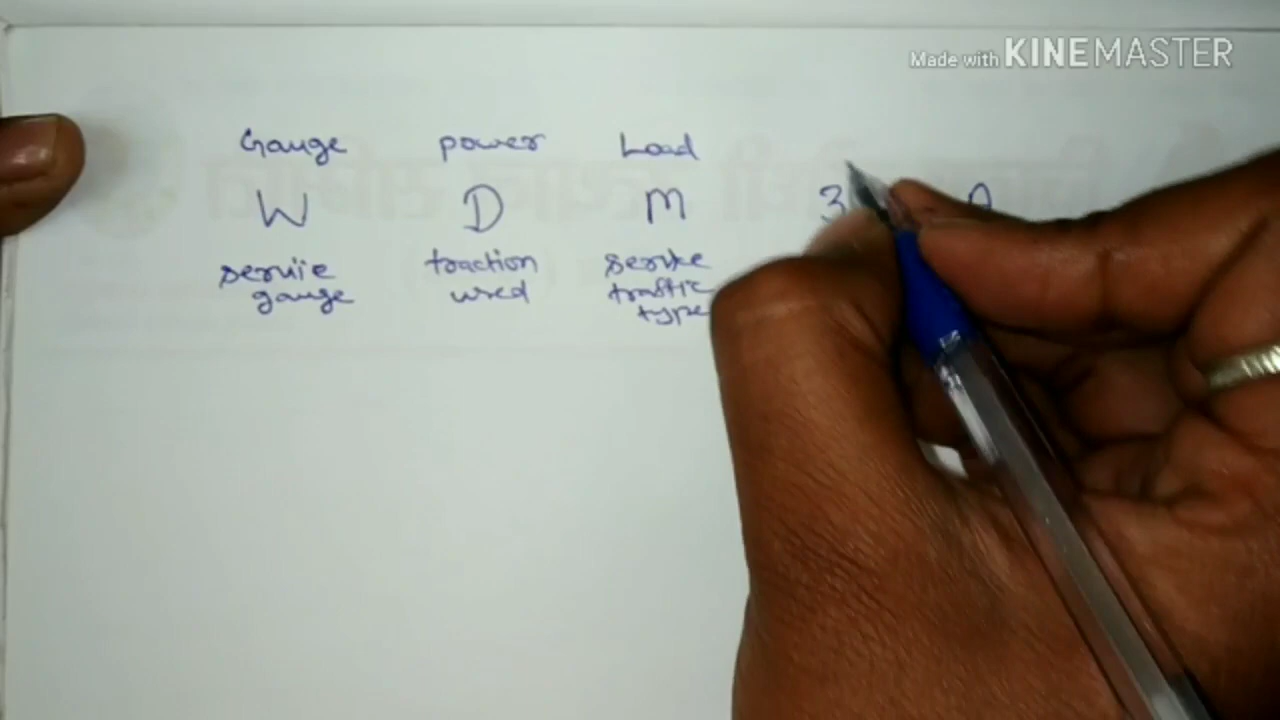 Made with KINEMASTER
Gauge power Load
W D M 3 A
service gauge
traction used
service traffic type